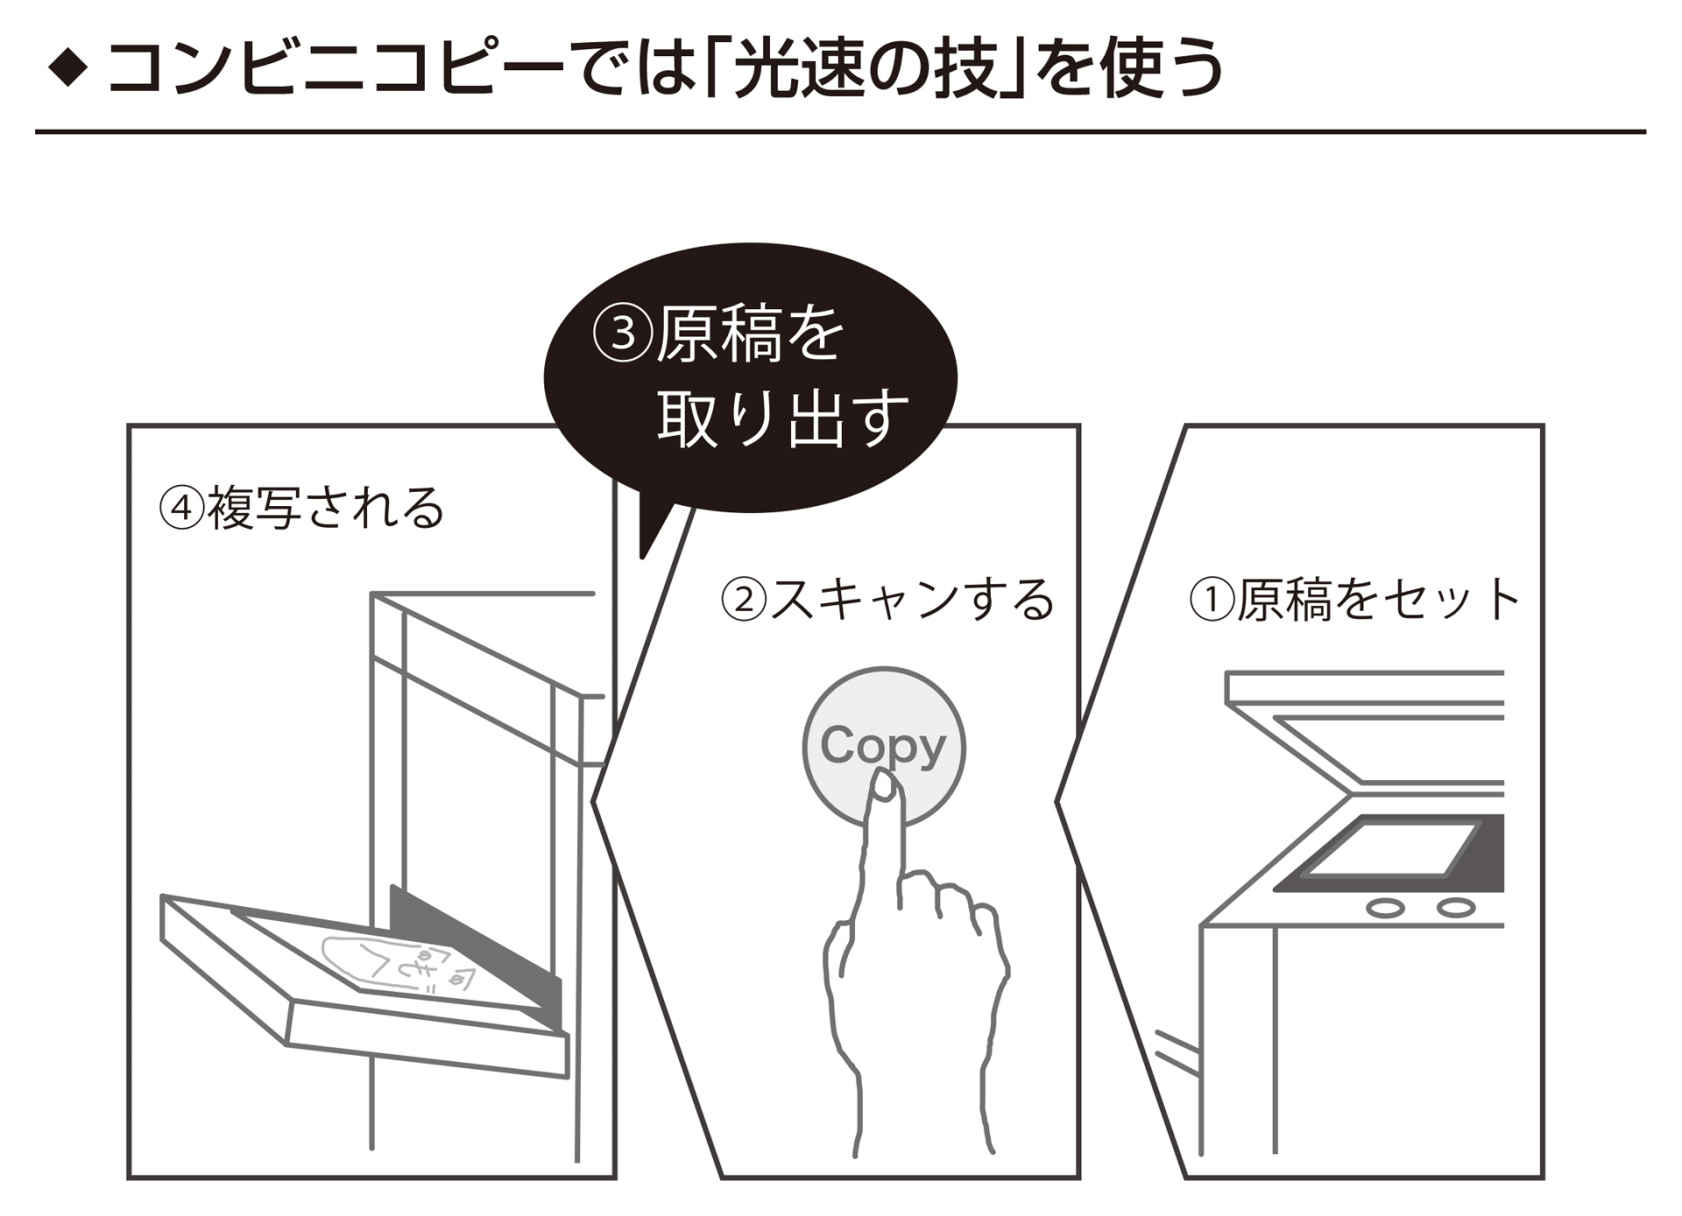 ◆コンビニコピーでは「光速の技」を使う
①原稿をセット
②スキャンする
Copy
③原稿を
取り出す
④複写される